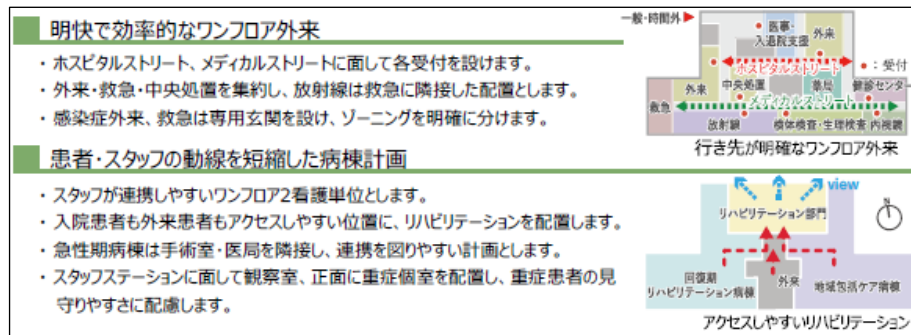 明快で効率的なワンフロア外来
・ホスピタルストリート、メディカルストリートに面して各受付を設けます。
・外来・救急・中央処置を集約し、放射線は救急に隣接した配置とします。
・感染症外来、救急は専用玄関を設け、ゾーニングを明確に分けます。
一般・時間外
医事・
入退院支援
外来
ホスピタルストリート
●：受付
外来
中央処置
薬局
健診センター
救急
メディカルストリート
放射線
検体検査・生理検査
内視鏡
行き先が明確なワンフロア外来
患者・スタッフの動線を短縮した病棟計画
・スタッフが連携しやすいワンフロア2看護単位とします。
・入院患者も外来患者もアクセスしやすい位置に、リハビリテーションを配置します。
・急性期病棟は手術室・医局を隣接し、連携を図りやすい計画とします。
・スタッフステーションに面して観察室、正面に重症個室を配置し、重症患者の見
守りやすさに配慮します。
view
リハビリテーション部門
N
回復期
リハビリテーション病棟
外来
地域包括ケア病棟
アクセスしやすいリハビリテーション